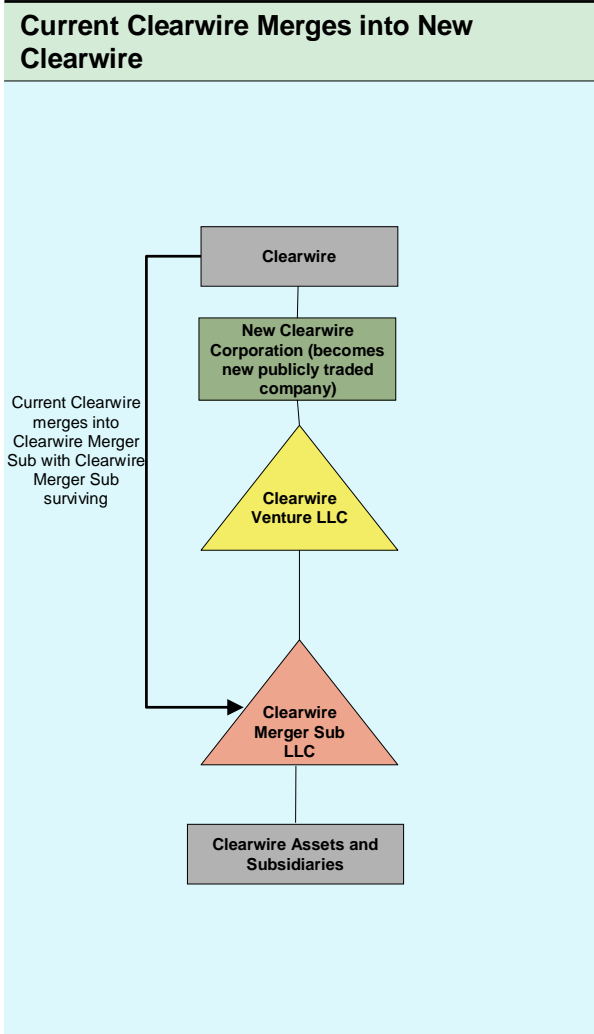 Current Clearwire Merges into New
Clearwire
Clearwire
New Clearwire
Corporation (becomes
new publicly traded
company)
Current Clearwire
merges into
Clearwire Merger
Sub with Clearwire
Merger Sub
surviving
Clearwire
Venture LLC
Clearwire
Merger Sub
LLC
Clearwire Assets and
Subsidiaries